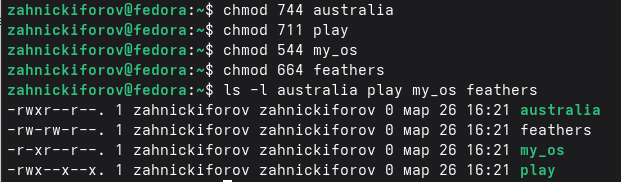 zahnickiforov@fedora:~$ chmod 744 australia
zahnickiforov@fedora:~$ chmod 711 play
zahnickiforov@fedora:~$ chmod 544 my_os
zahnickiforov@fedora:~$ chmod 664 feathers
zahnickiforov@fedora:~$ ls -l australia play my_os feathers
-rwxr--r--. 1 zahnickiforov zahnickiforov 0 мар 26 16:21 australia
-rw-rw-r--. 1 zahnickiforov zahnickiforov 0 мар 26 16:21 feathers
-r-xr--r--. 1 zahnickiforov zahnickiforov 0 мар 26 16:21 my_os
-rwx--x--x. 1 zahnickiforov zahnickiforov 0 мар 26 16:21 play